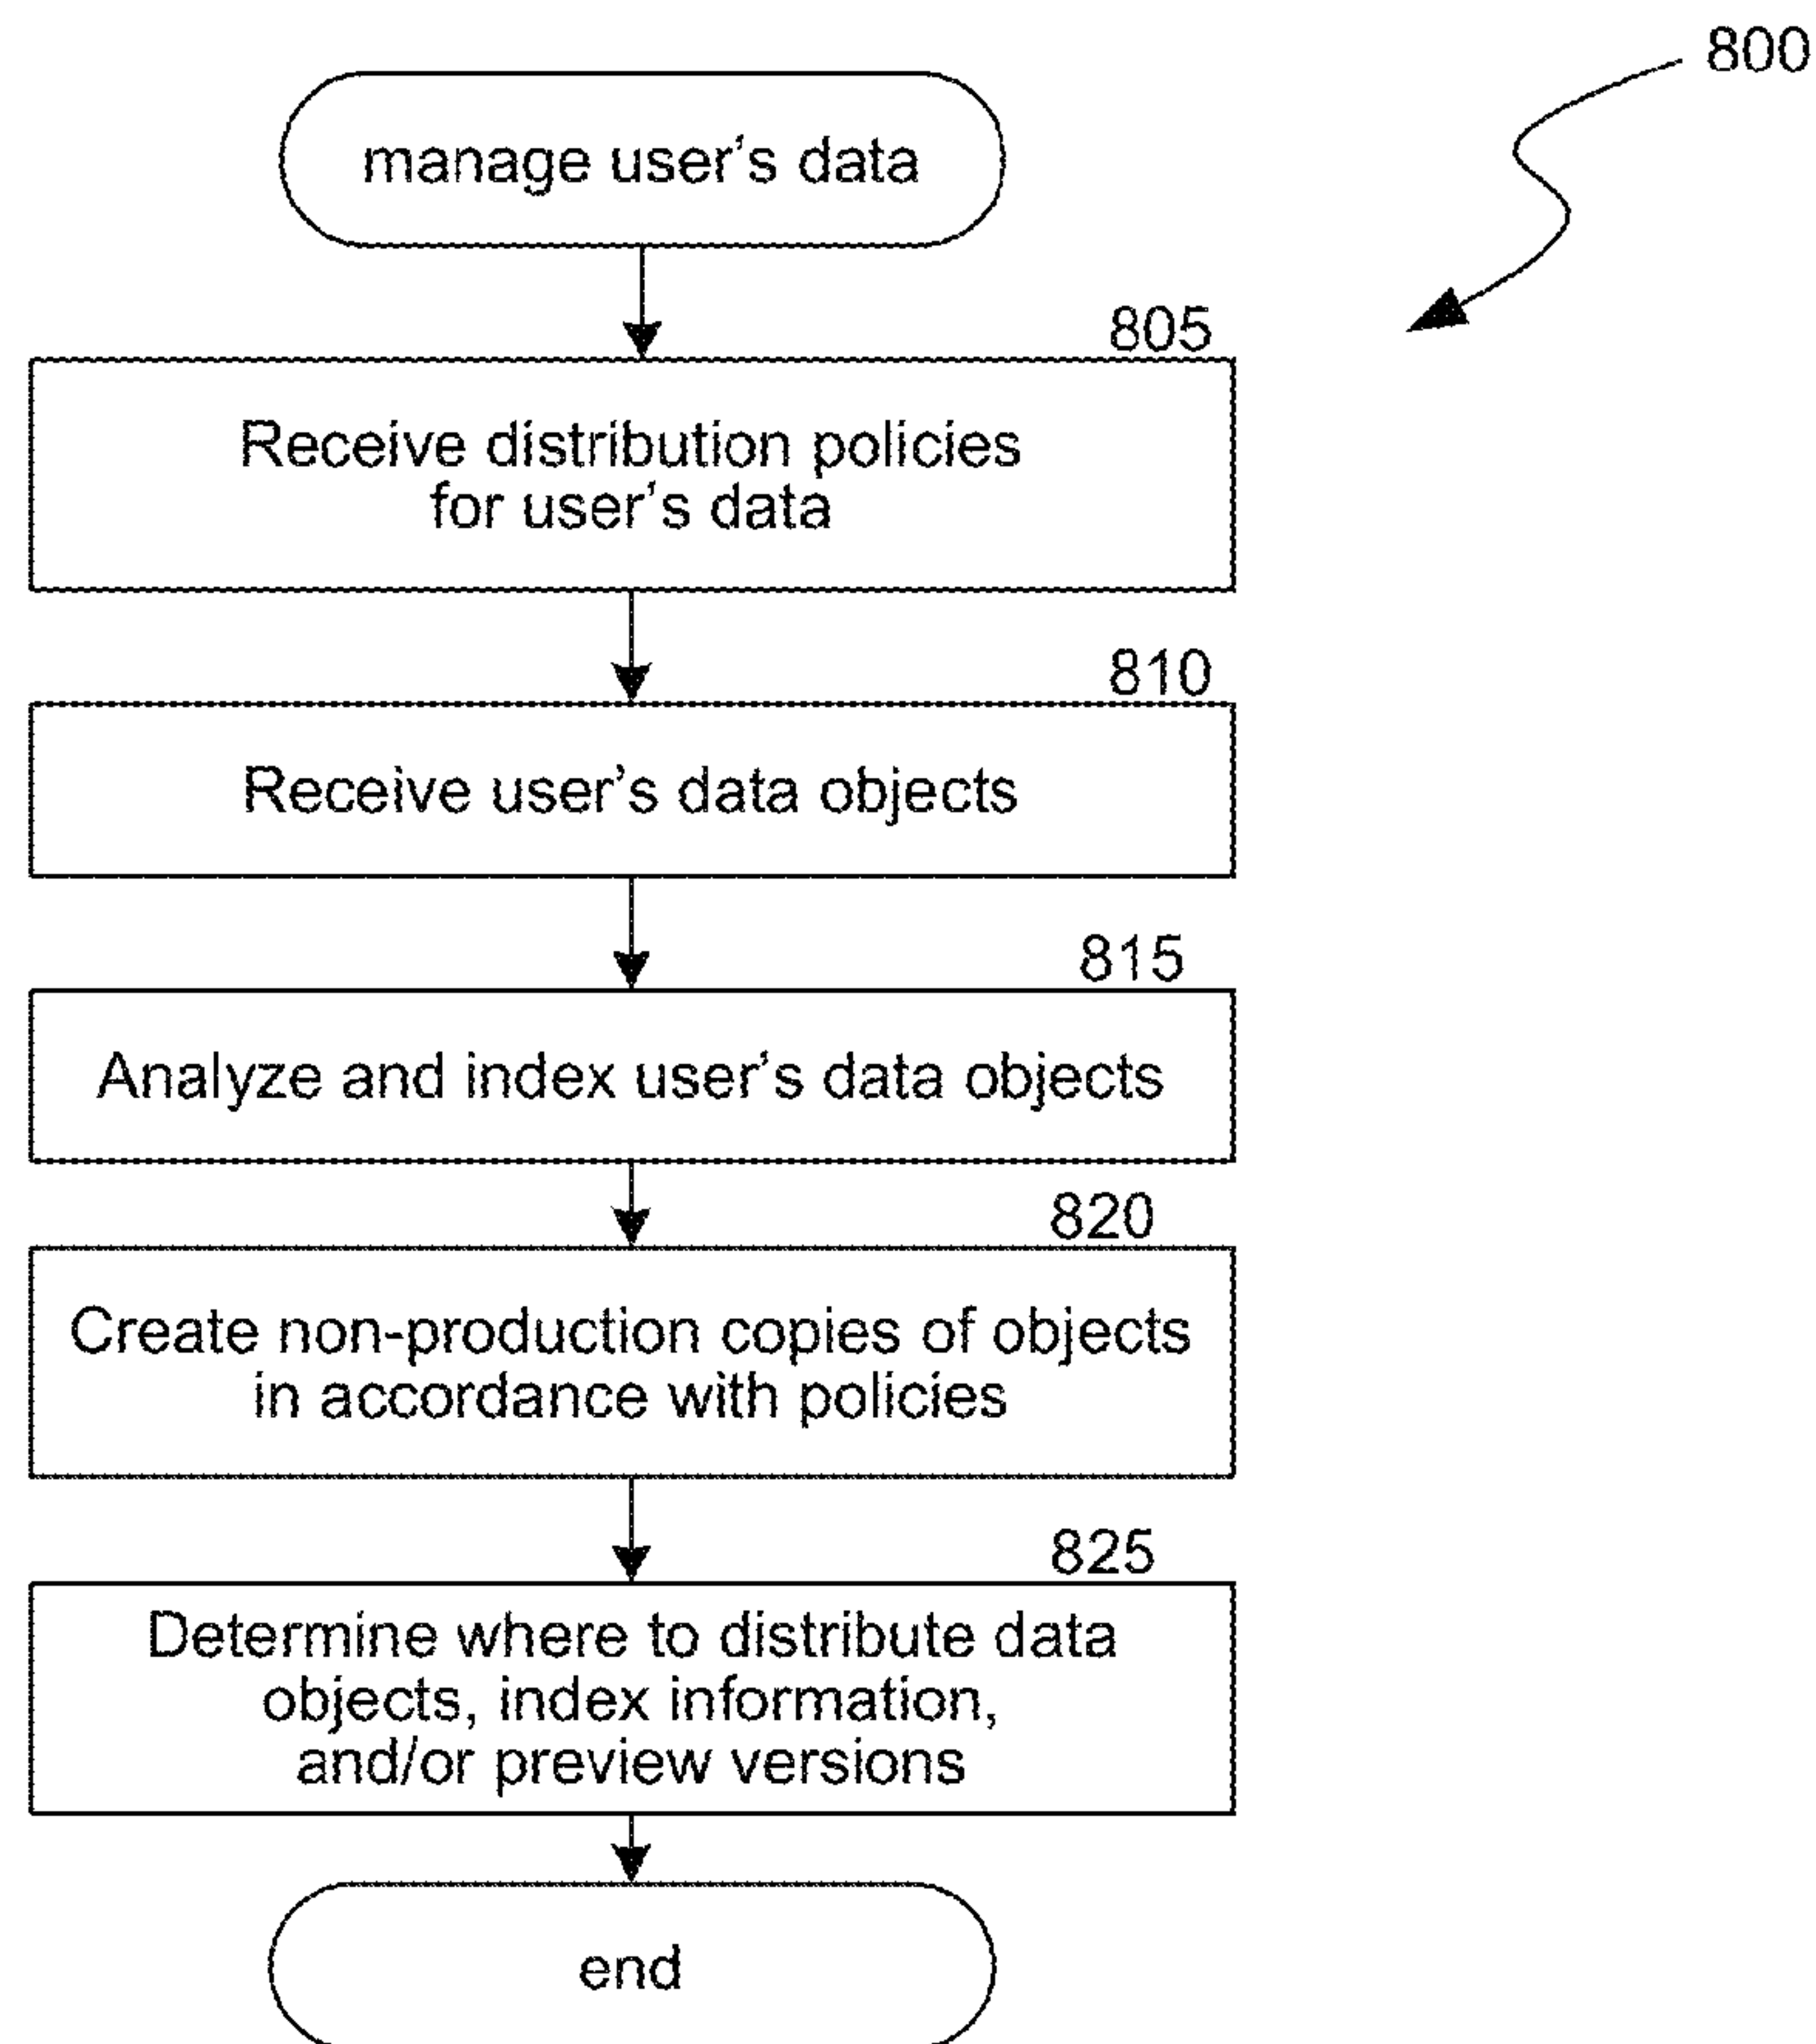 800
manage user's data
805
Receive distribution policies
for user's data
810
Receive user's data objects
815
Analyze and index user's data objects
820
Create non-production copies of objects
in accordance with policies
825
Determine where to distribute data
objects, index information,
and/or preview versions
end